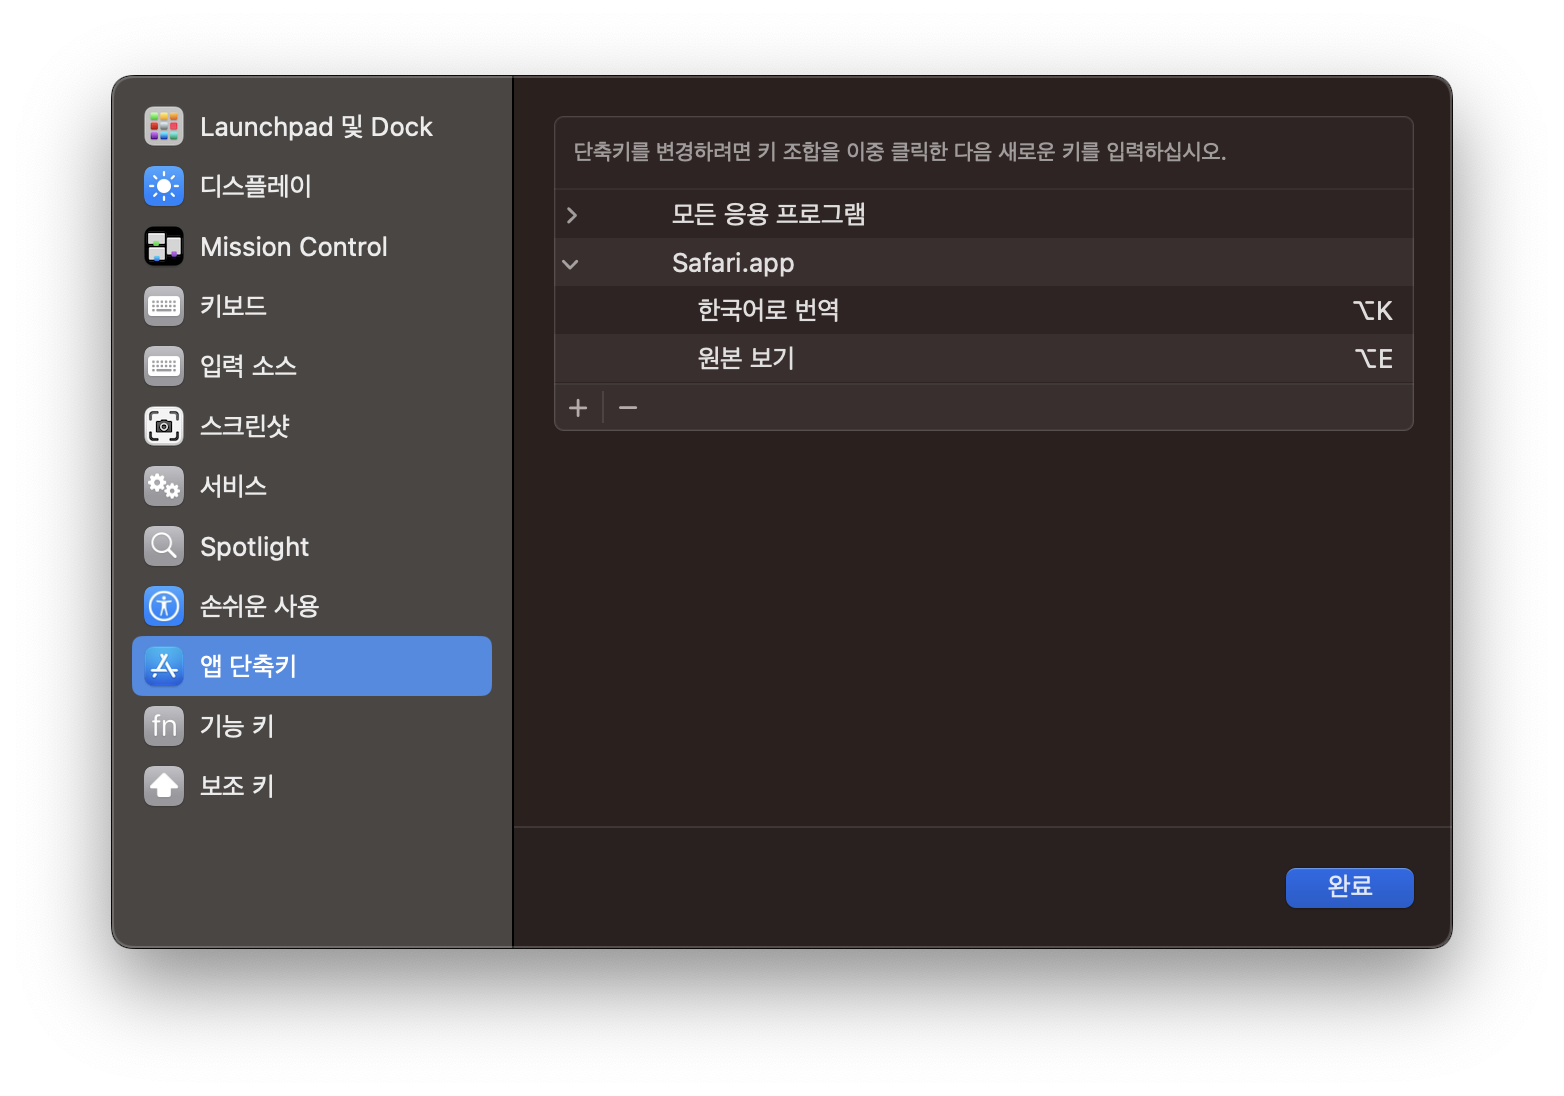 Launchpad 및 Dock
디스플레이
Mission Control
키보드
입력 소스
스크린샷
서비스
Spotlight
손쉬운 사용
앱 단축키
fn 기능 키
보조 키
단축키를 변경하려면 키 조합을 이중 클릭한 다음 새로운 키를 입력하십시오.
모든 응용 프로그램
Safari.app
한국어로 번역 ⌥K
원본 보기 ⌥E
완료